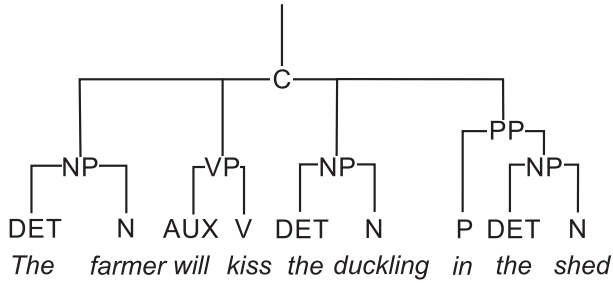 C
PP
NP VP NP NP
DET N AUX V DET N P DET N
The farmer will kiss the duckling in the shed